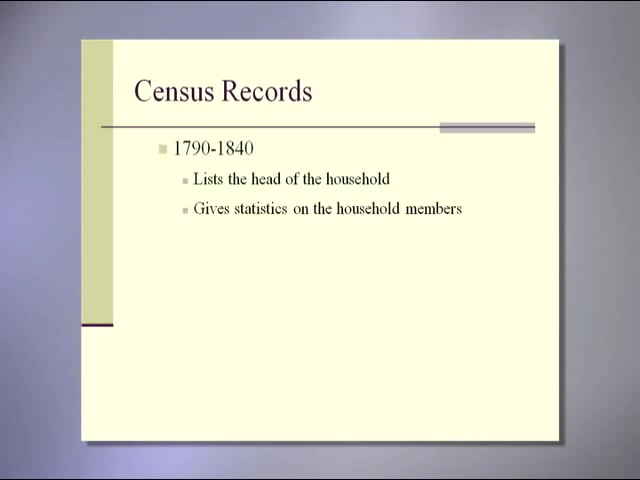 Census Records
1790-1840
Lists the head of the household
Gives statistics on the household members